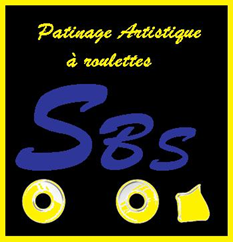 Patinage Artistique
à roulettes
SBS